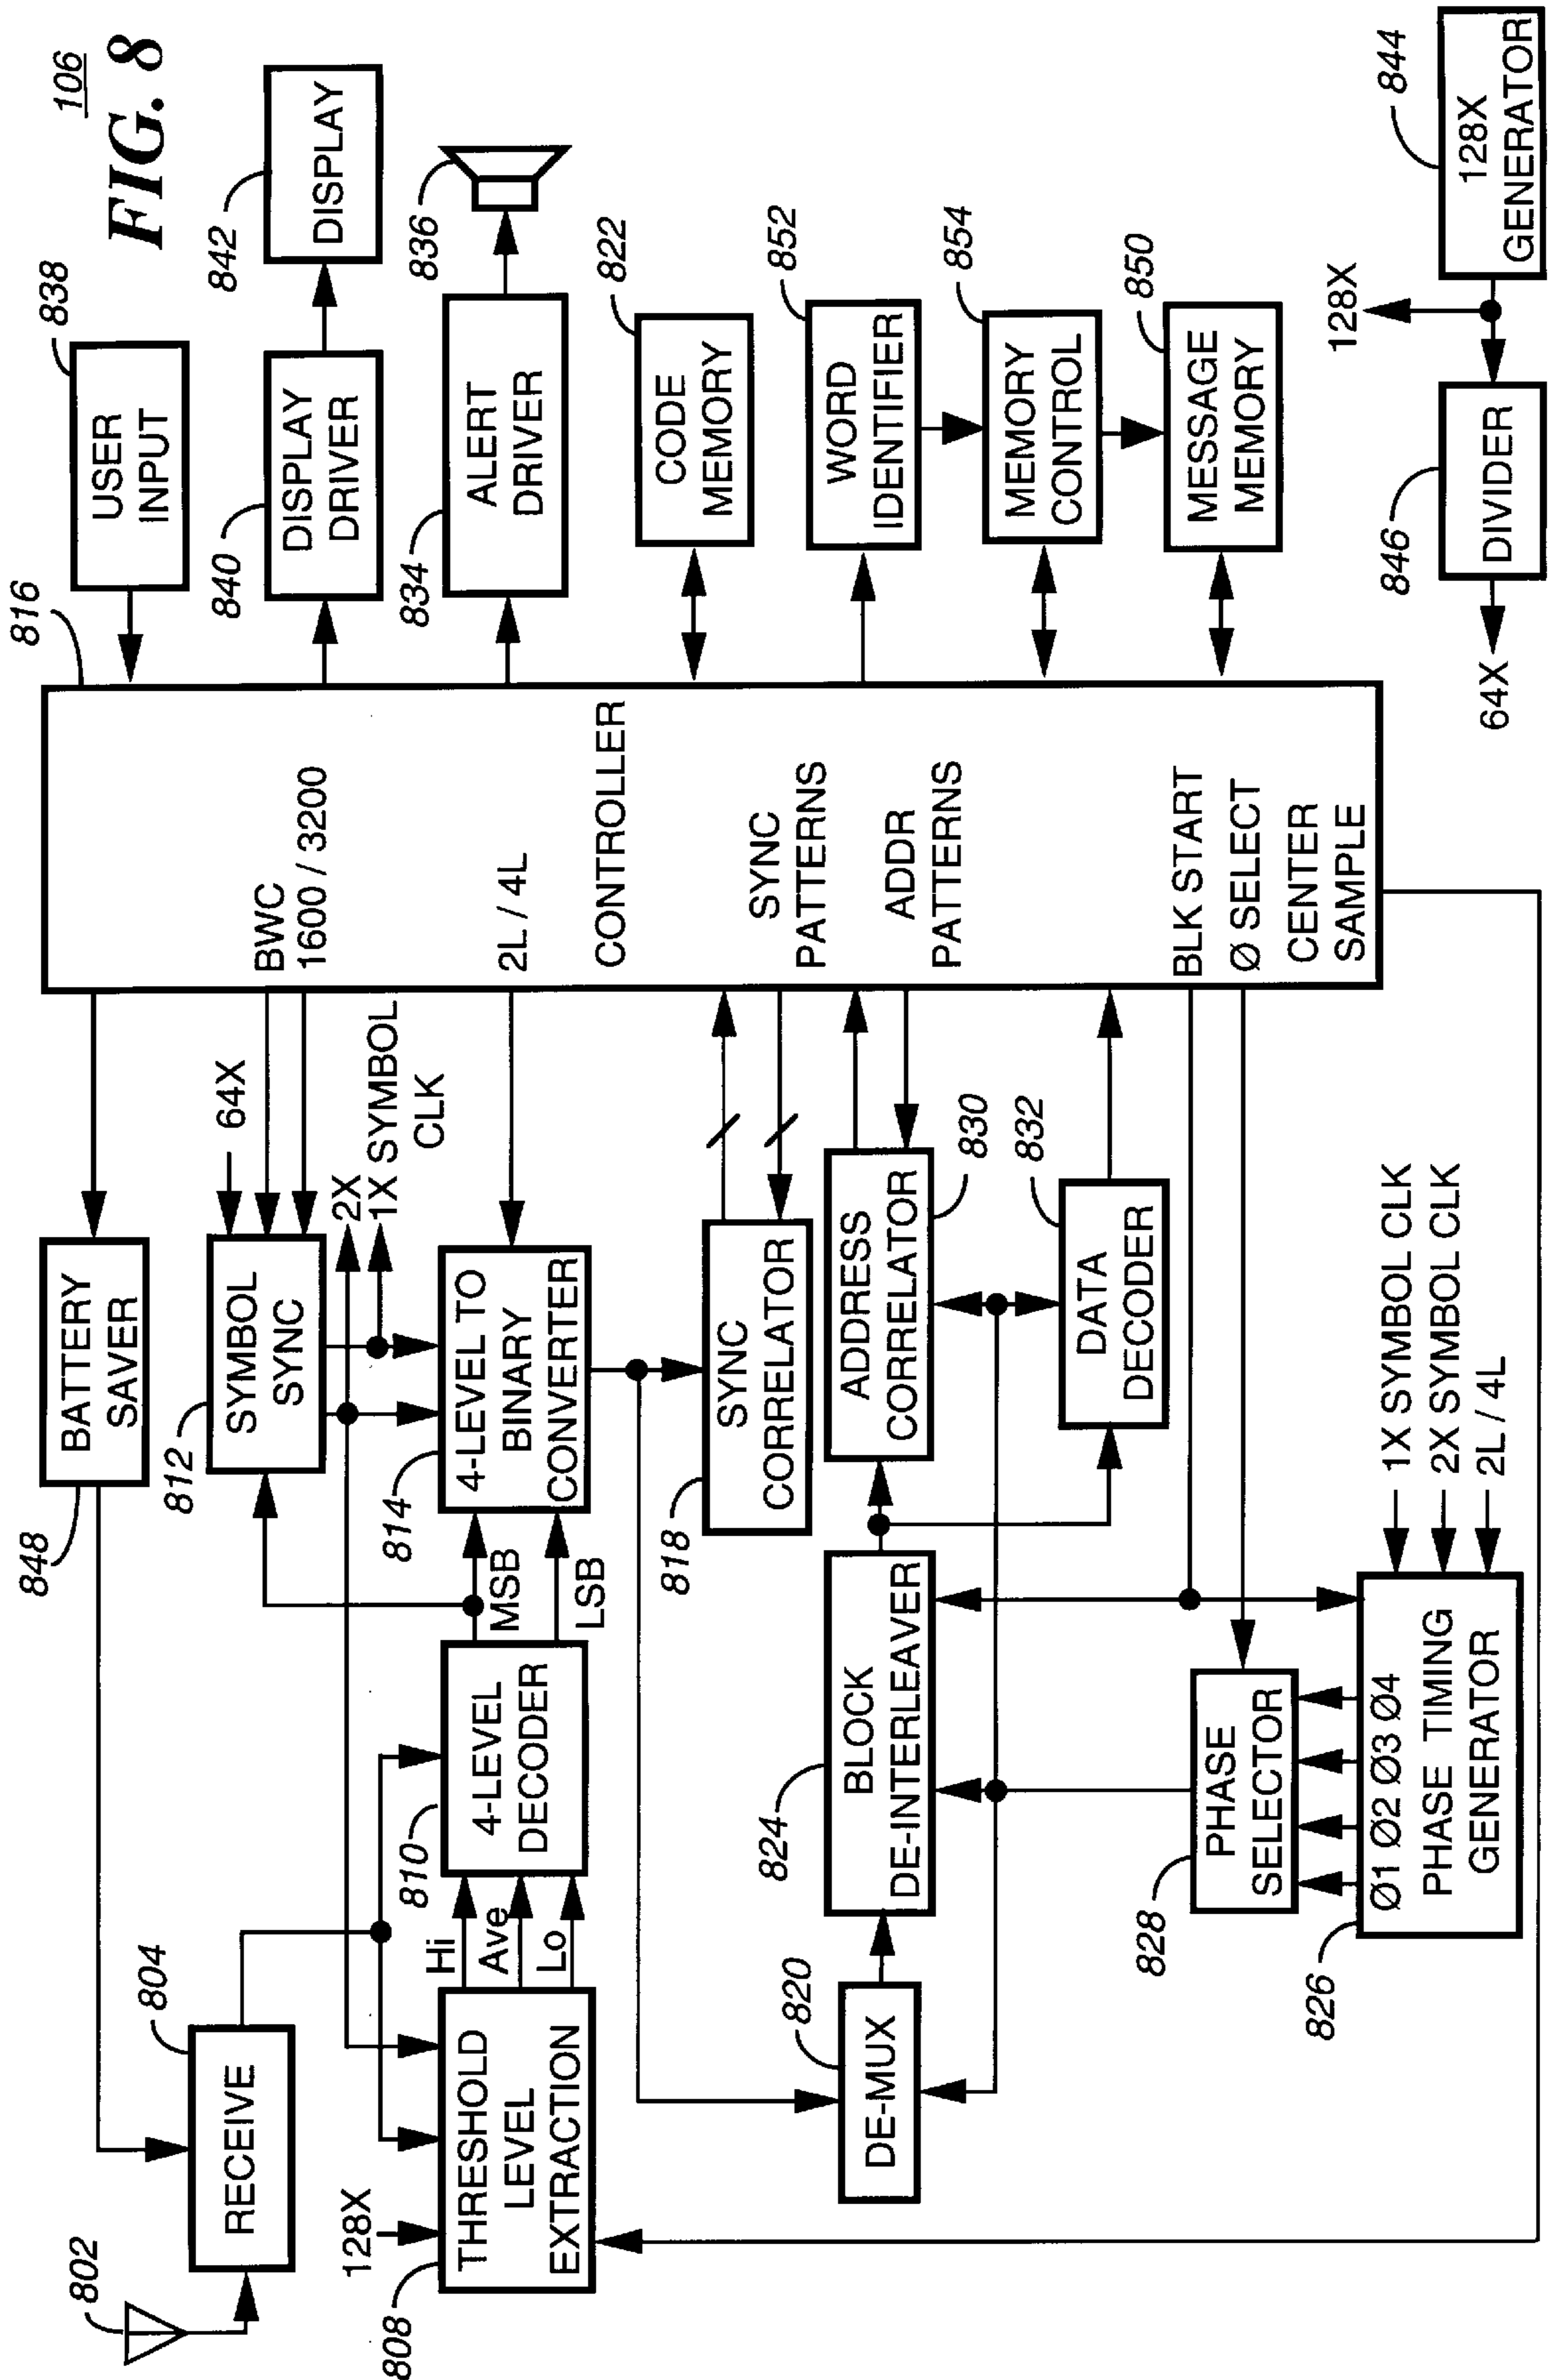 106
FIG. 8
802
804
RECEIVE
848
BATTERY
SAVER
816
838
USER
INPUT
812
SYMBOL
SYNC
64X
BWC
1600 / 3200
840
DISPLAY
DRIVER
842
DISPLAY
2X
1X SYMBOL
CLK
128X
808
THRESHOLD
LEVEL
EXTRACTION
Hi
Ave
Lo
810
4-LEVEL
DECODER
MSB
LSB
814
4-LEVEL TO
BINARY
CONVERTER
2L / 4L
834
ALERT
DRIVER
836
CONTROLLER
818
SYNC
CORRELATOR
SYNC
PATTERNS
822
CODE
MEMORY
820
DE-MUX
824
BLOCK
DE-INTERLEAVER
ADDRESS
CORRELATOR
830
ADDR
PATTERNS
852
WORD
IDENTIFIER
854
MEMORY
CONTROL
832
DATA
DECODER
850
MESSAGE
MEMORY
BLK START
Ø SELECT
CENTER
SAMPLE
828
PHASE
SELECTOR
826
Ø1 Ø2 Ø3 Ø4
PHASE TIMING
GENERATOR
1X SYMBOL CLK
2X SYMBOL CLK
2L / 4L
64X
846
DIVIDER
128X
844
128X
GENERATOR